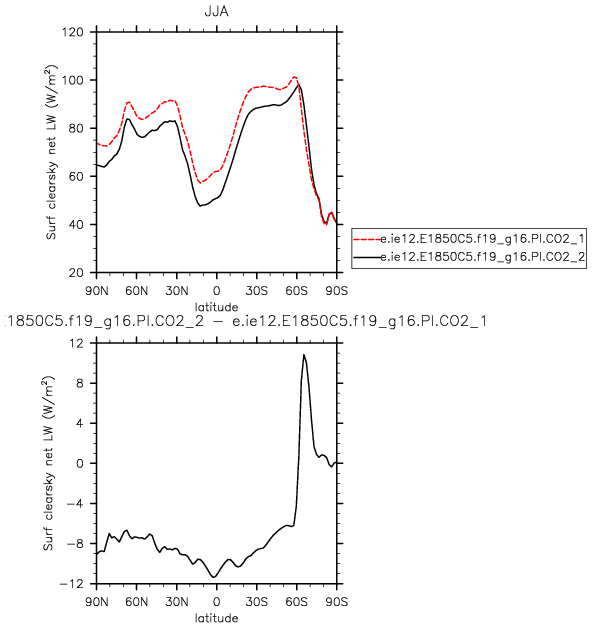 JJA
120
100
80
60
40
20
Surf clearsky net LW (W/m²)
90N 60N 30N 0 30S 60S 90S
latitude
e.ie12.E1850C5.f19_g16.PI.CO2_1
e.ie12.E1850C5.f19_g16.PI.CO2_2
.1850C5.f19_g16.PI.CO2_2 − e.ie12.E1850C5.f19_g16.PI.CO2_1
12
8
4
0
−4
−8
−12
Surf clearsky net LW (W/m²)
90N 60N 30N 0 30S 60S 90S
latitude